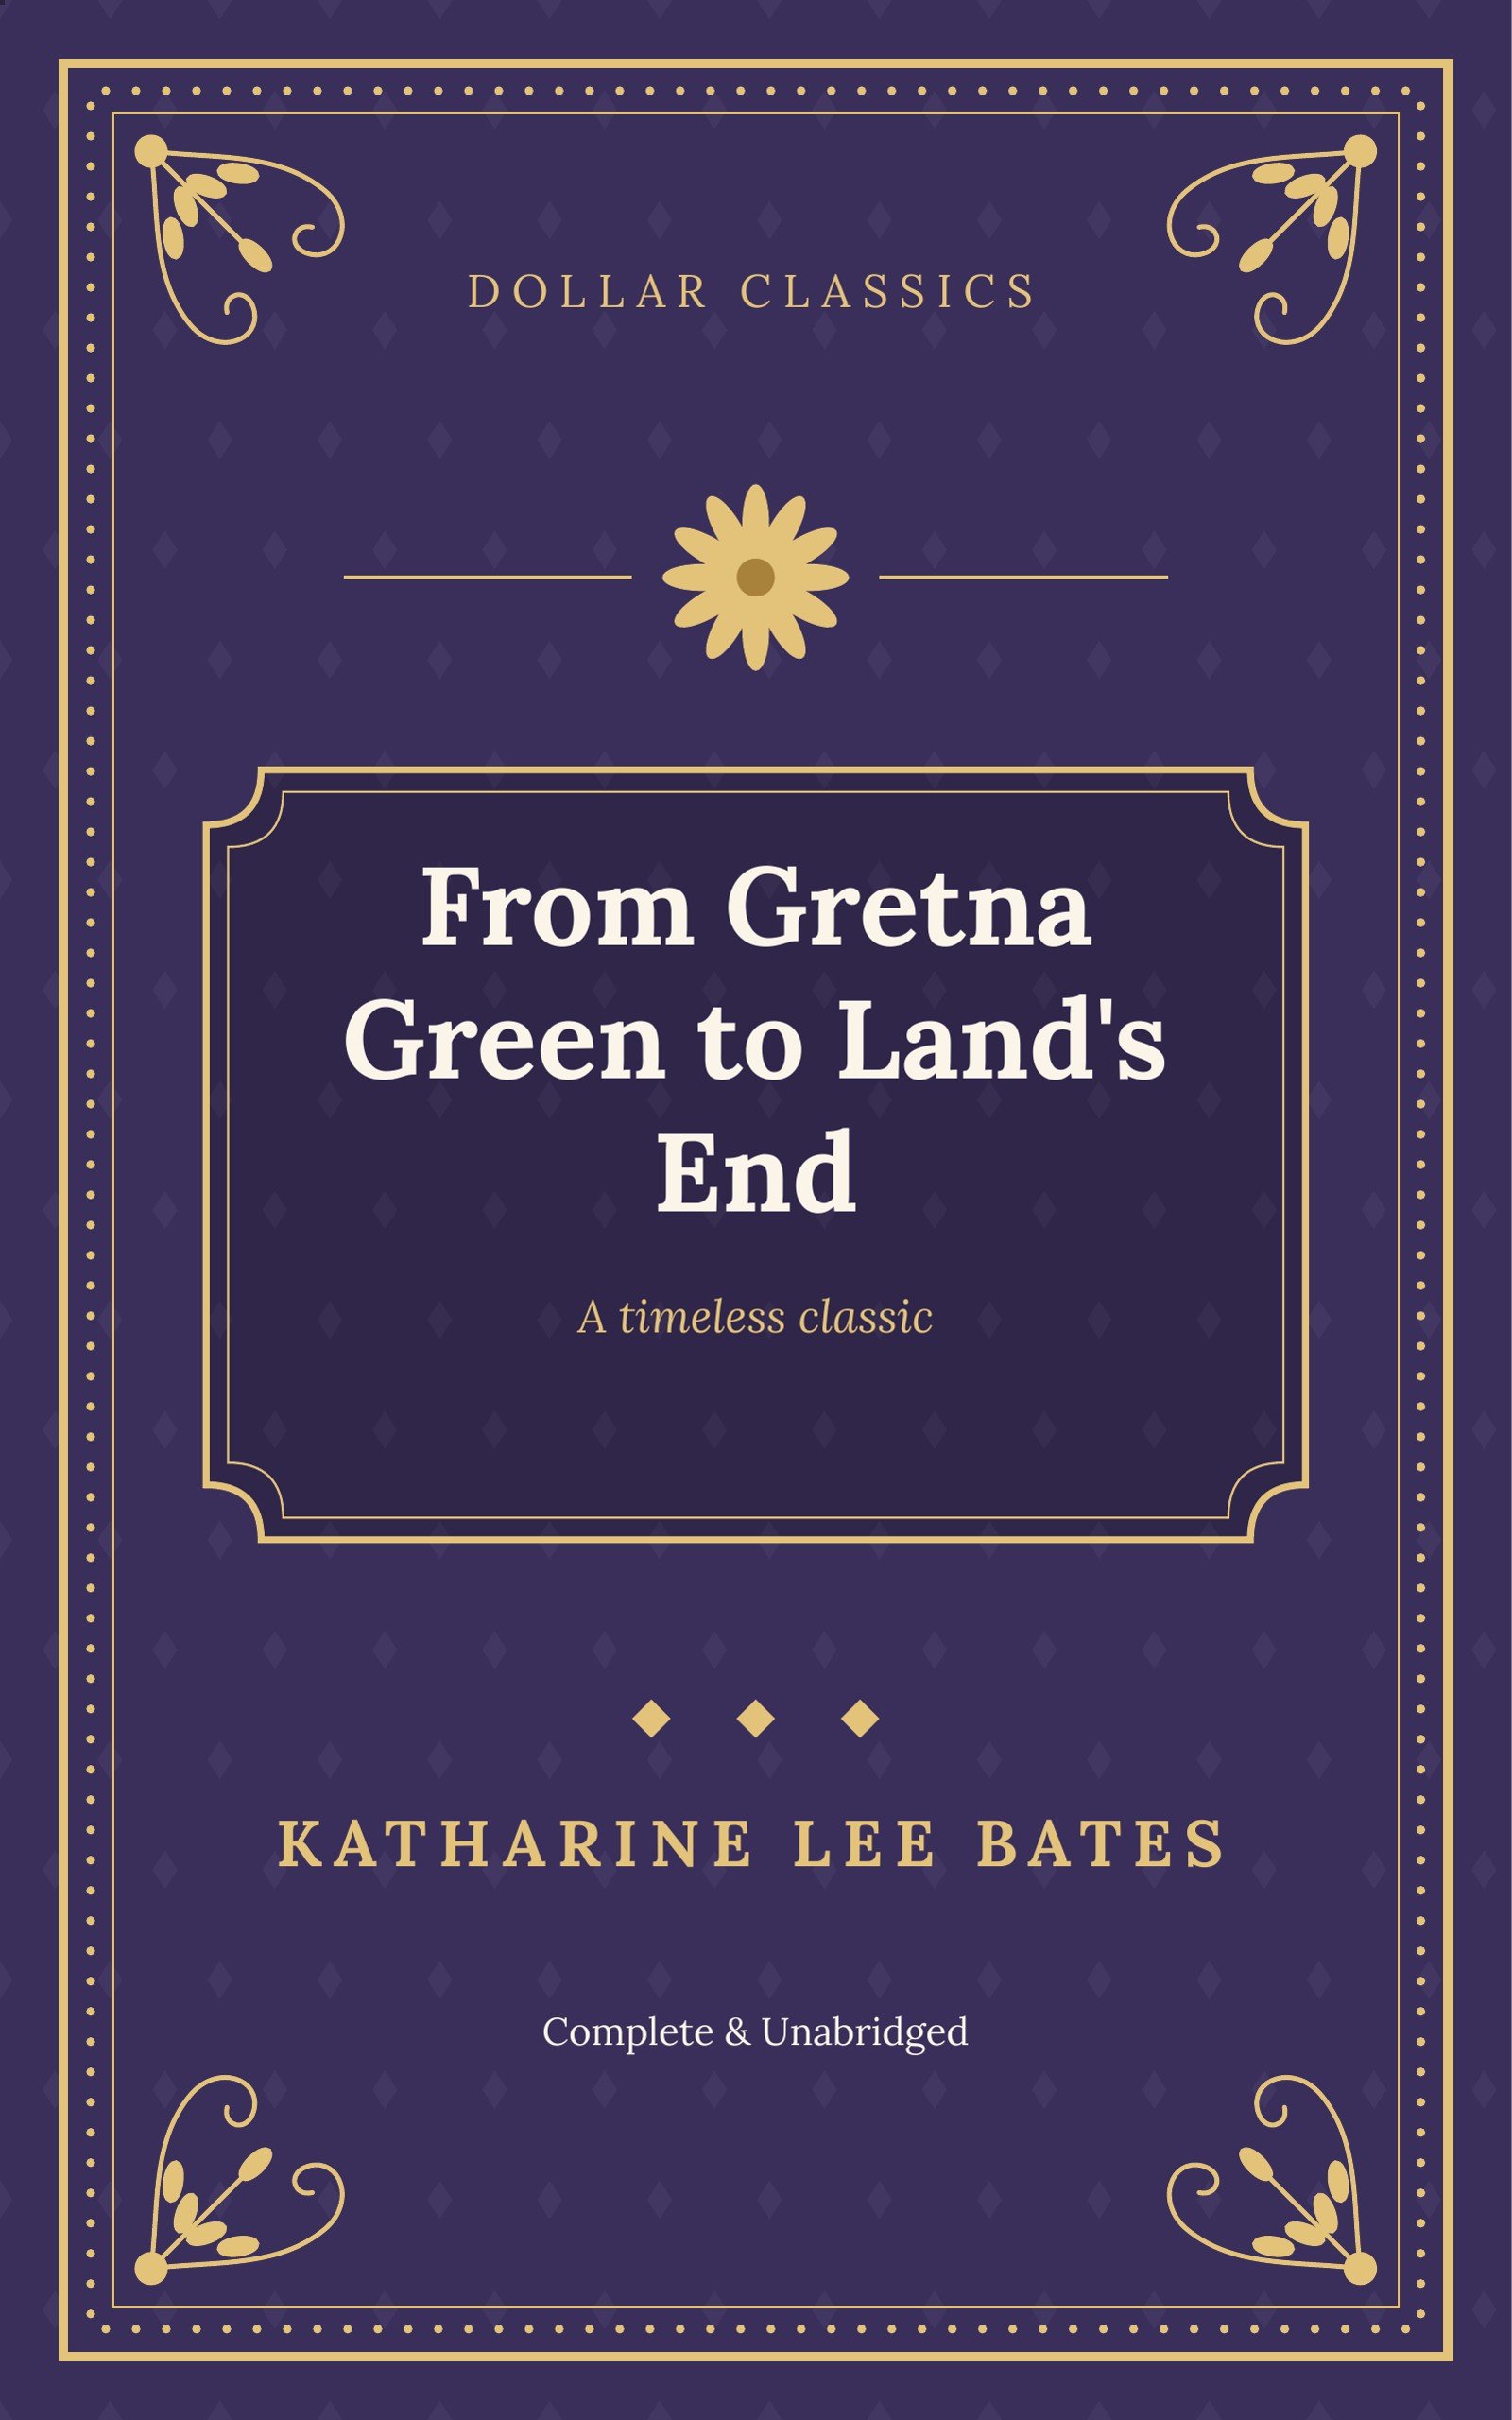 DOLLAR CLASSICS
From Gretna
Green to Land's
End
A timeless classic
KATHARINE LEE BATES
Complete & Unabridged